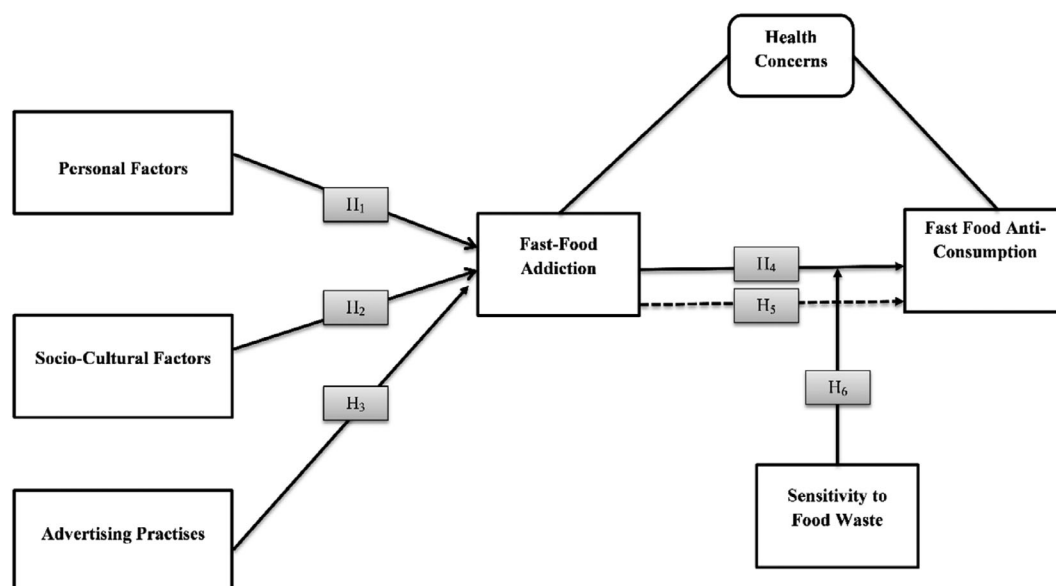 Health
Concerns
Personal Factors
H₁
Fast-Food
Addiction
Fast Food Anti-
Consumption
H₄
H₂
H₅
Socio-Cultural Factors
H₃
H₆
Sensitivity to
Food Waste
Advertising Practises